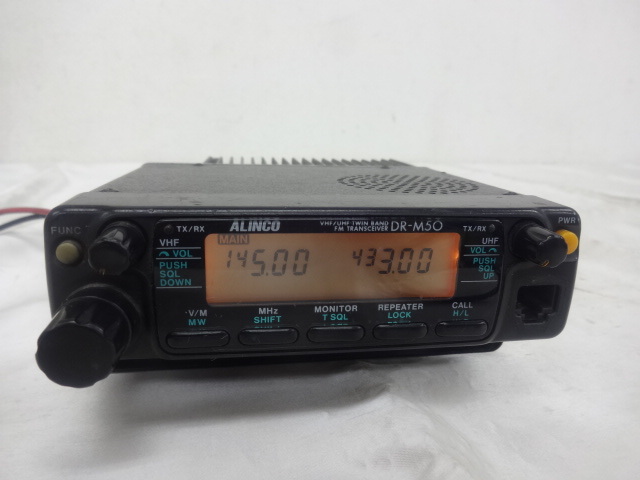 FUNC
TX/RX
ALINCO
VHF/UHF TWIN BAND
FM TRANSCEIVER DR-M50
TX/RX
PWR
VHF
VOL
PUSH
SQL
DOWN
MAIN
145.00 433.00
UHF
VOL
PUSH
SQL
UP
V/M
MW
MHz
SHIFT
MONITOR
T SQL
REPEATER
LOCK
CALL
H/L